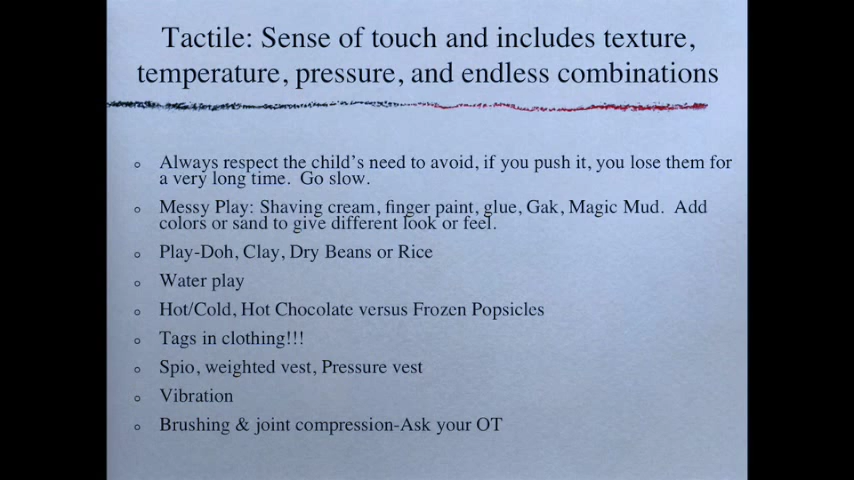 Tactile: Sense of touch and includes texture,
temperature, pressure, and endless combinations
Always respect the child's need to avoid, if you push it, you lose them for
a very long time. Go slow.
Messy Play: Shaving cream, finger paint, glue, Gak, Magic Mud. Add
colors or sand to give different look or feel.
Play-Doh, Clay, Dry Beans or Rice
Water play
Hot/Cold, Hot Chocolate versus Frozen Popsicles
Tags in clothing!!!
Spio, weighted vest, Pressure vest
Vibration
Brushing & joint compression-Ask your OT